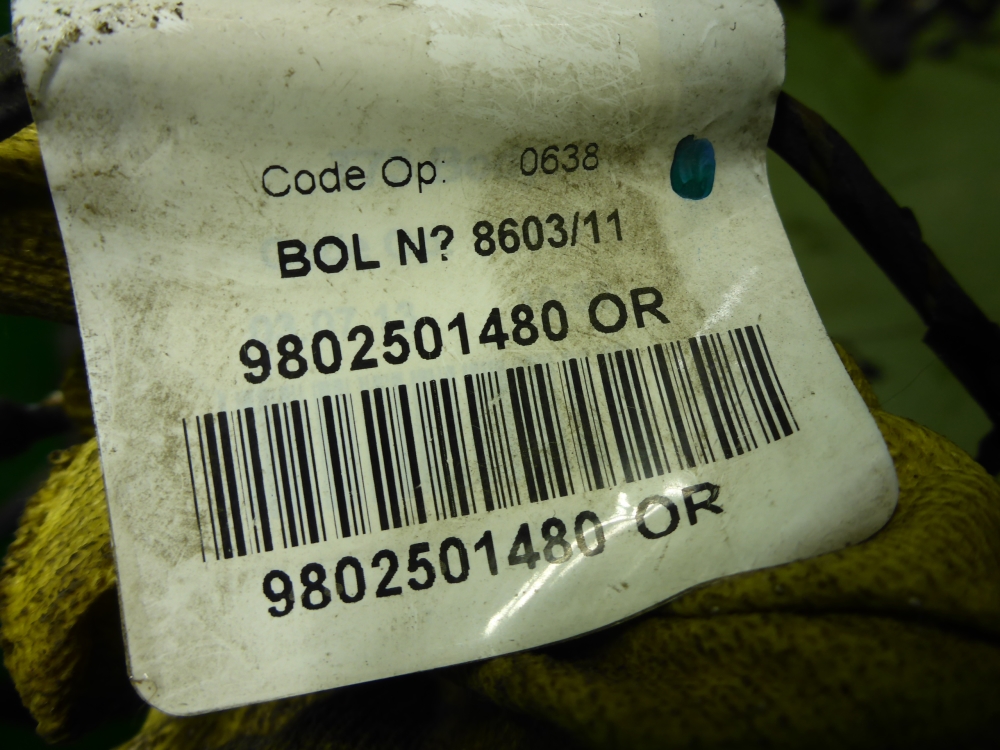 Code Op: 0638
BOL N? 8603/11
9802501480 OR
9802501480 OR